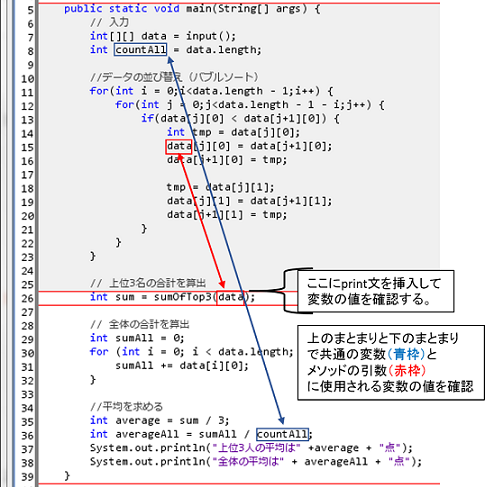 5 public static void main(String[] args) {
6 // 入力
7 int[][] data = input();
8 int countAll = data.length;
9
10 //データの並び替え（バブルソート）
11 for(int i = 0;i<data.length - 1;i++) {
12 for(int j = 0;j<data.length - 1 - i;j++) {
13 if(data[j][0] < data[j+1][0]) {
14 int tmp = data[j][0];
15 data[j][0] = data[j+1][0];
16 data[j+1][0] = tmp;
17
18 tmp = data[j][1];
19 data[j][1] = data[j+1][1];
20 data[j+1][1] = tmp;
21 }
22 }
23 }
24
25 // 上位3名の合計を算出
26 int sum = sumOfTop3(data);
27
28 // 全体の合計を算出
29 int sumAll = 0;
30 for (int i = 0; i < data.length;
31 sumAll += data[i][0];
32 }
33
34 //平均を求める
35 int average = sum / 3;
36 int averageAll = sumAll / countAll;
37 System.out.println("上位3人の平均は" +average + "点");
38 System.out.println("全体の平均は" + averageAll + "点");
39 }
ここにprint文を挿入して
変数の値を確認する。
上のまとまりと下のまとまり
で共通の変数（青枠）と
メソッドの引数（赤枠）
に使用される変数の値を確認